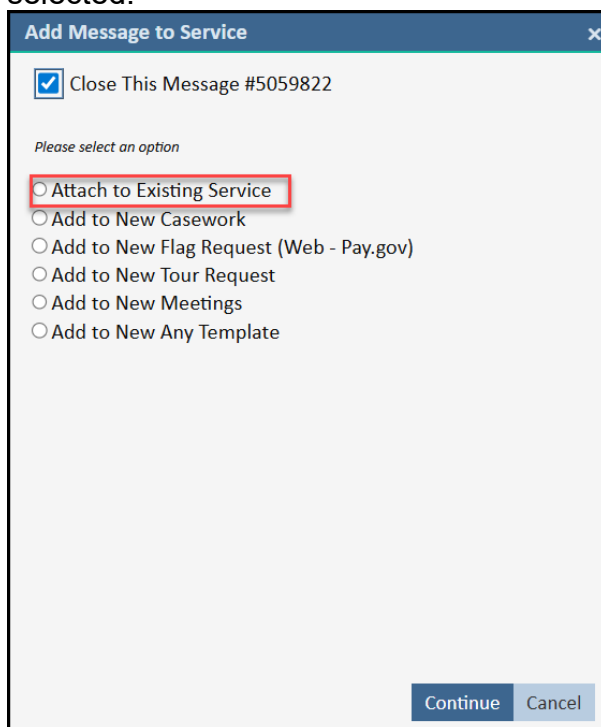 selected.
Add Message to Service ×
Close This Message #5059822
Please select an option
Attach to Existing Service
Add to New Casework
Add to New Flag Request (Web - Pay.gov)
Add to New Tour Request
Add to New Meetings
Add to New Any Template
Continue Cancel